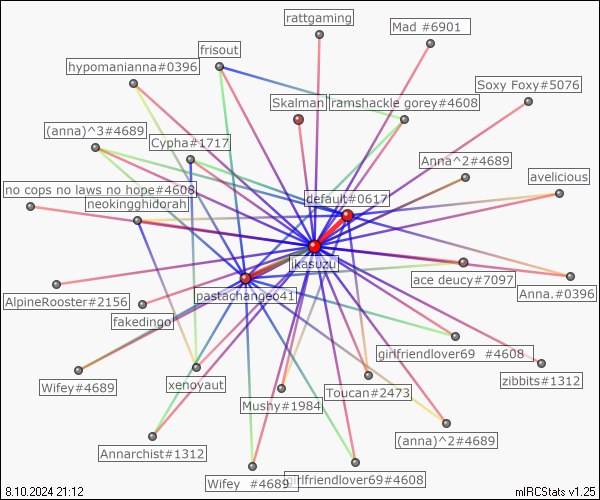 rattgaming
Mad #6901
frisout
hypomanianna#0396
Soxy Foxy#5076
Skalman
ramshackle gorey#4608
(anna)^3#4689
Cypha#1717
Anna^2#4689
avelicious
no cops no laws no hope#4608
default#0617
neokingghidorah
ikasuzu
ace deucy#7097
Anna.#0396
pastachangeo41
AlpineRooster#2156
fakedingo
girlfriendlover69 #4608
zibbits#1312
Wifey#4689
xenoyaut
Toucan#2473
Mushy#1984
(anna)^2#4689
Annarchist#1312
Wifey #4689
girlfriendlover69#4608
8.10.2024 21:12
mIRCStats v1.25